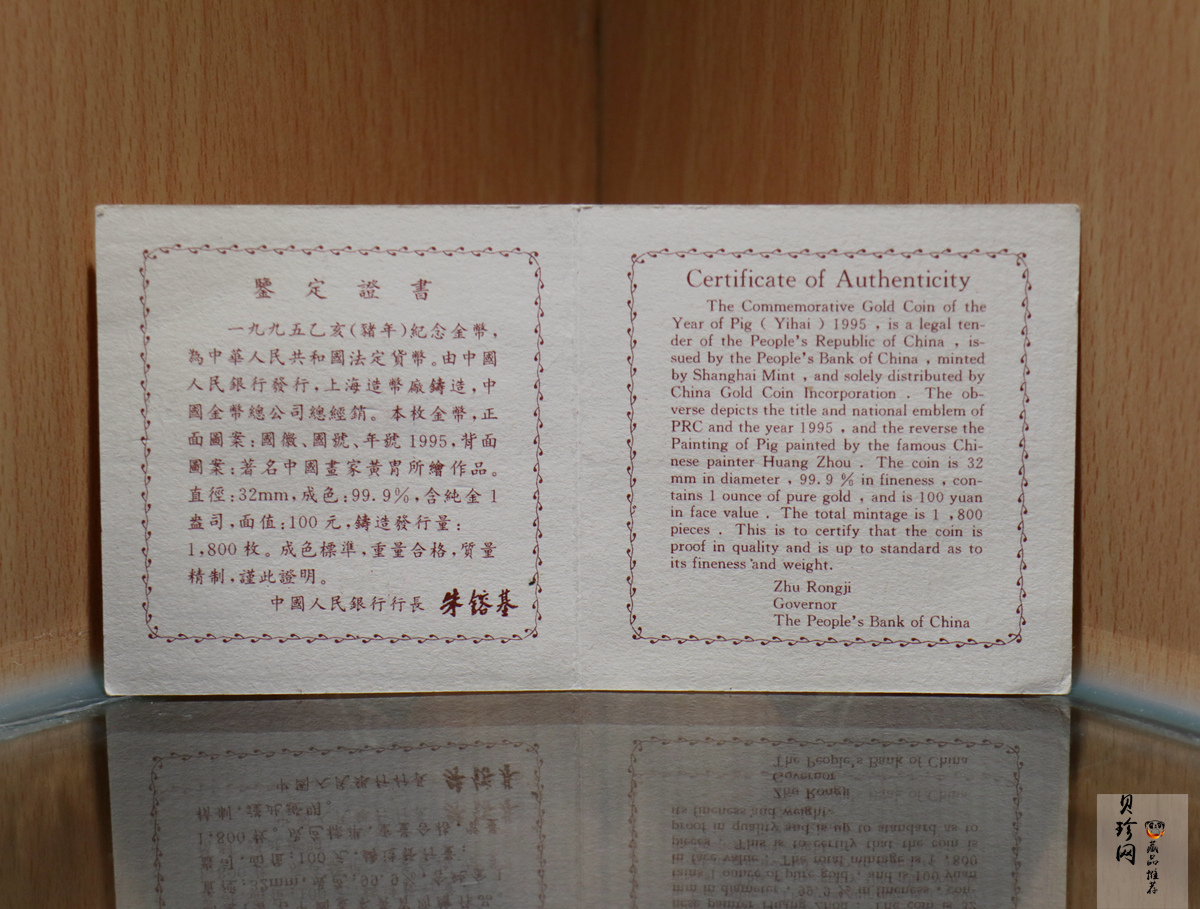 鑒定證書
一九九五乙亥(豬年)紀念金幣,
為中華人民共和國法定貨幣。由中國
人民銀行發行,上海造幣廠鑄造,中
國金幣總公司總經銷。本枚金幣,正
面圖案:國徽、國號、年號1995,背面
圖案:著名中國畫家黃胄所繪作品。
直徑:32mm,成色:99.9%,含純金1
盎司,面值:100元,鑄造發行量:
1,800枚。成色標準,重量合格,質量
精制,謹此證明。
中國人民銀行行長 朱鎔基
Certificate of Authenticity
The Commemorative Gold Coin of the
Year of Pig ( Yihai ) 1995 , is a legal ten-
der of the People's Republic of China , is-
sued by the People's Bank of China , minted
by Shanghai Mint , and solely distributed by
China Gold Coin Incorporation . The ob-
verse depicts the title and national emblem of
PRC and the year 1995 , and the reverse the
Painting of Pig painted by the famous Chi-
nese painter Huang Zhou . The coin is 32
mm in diameter , 99.9 % in fineness , con-
tains 1 ounce of pure gold , and is 100 yuan
in face value . The total mintage is 1 ,800
pieces . This is to certify that the coin is
proof in quality and is up to standard as to
its fineness and weight.
Zhu Rongji
Governor
The People's Bank of China
贝珍网
藏品推荐